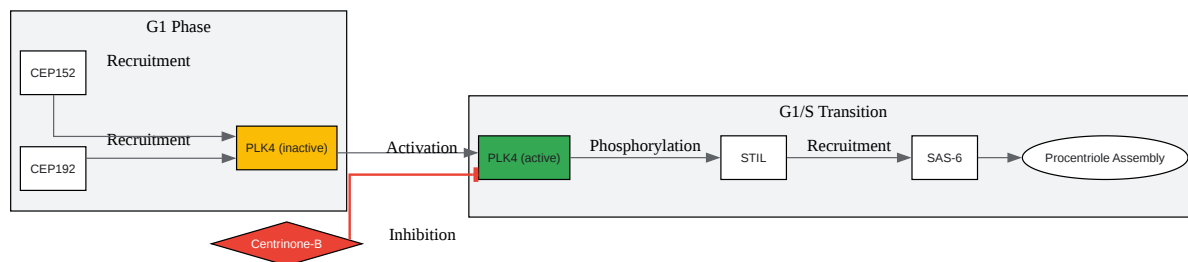 G1 Phase
CEP152
Recruitment
Recruitment
CEP192
PLK4 (inactive)
Activation
G1/S Transition
PLK4 (active)
Phosphorylation
STIL
Recruitment
SAS-6
Procentriole Assembly
Centrinone-B
Inhibition